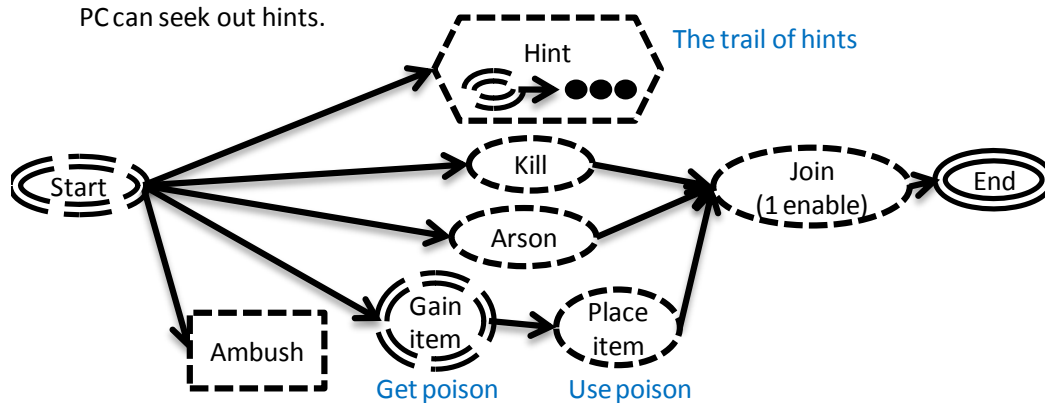 PC can seek out hints.
Hint
The trail of hints
Start
Kill
Arson
Join
(1 enable)
End
Ambush
Gain
item
Place
item
Get poison
Use poison